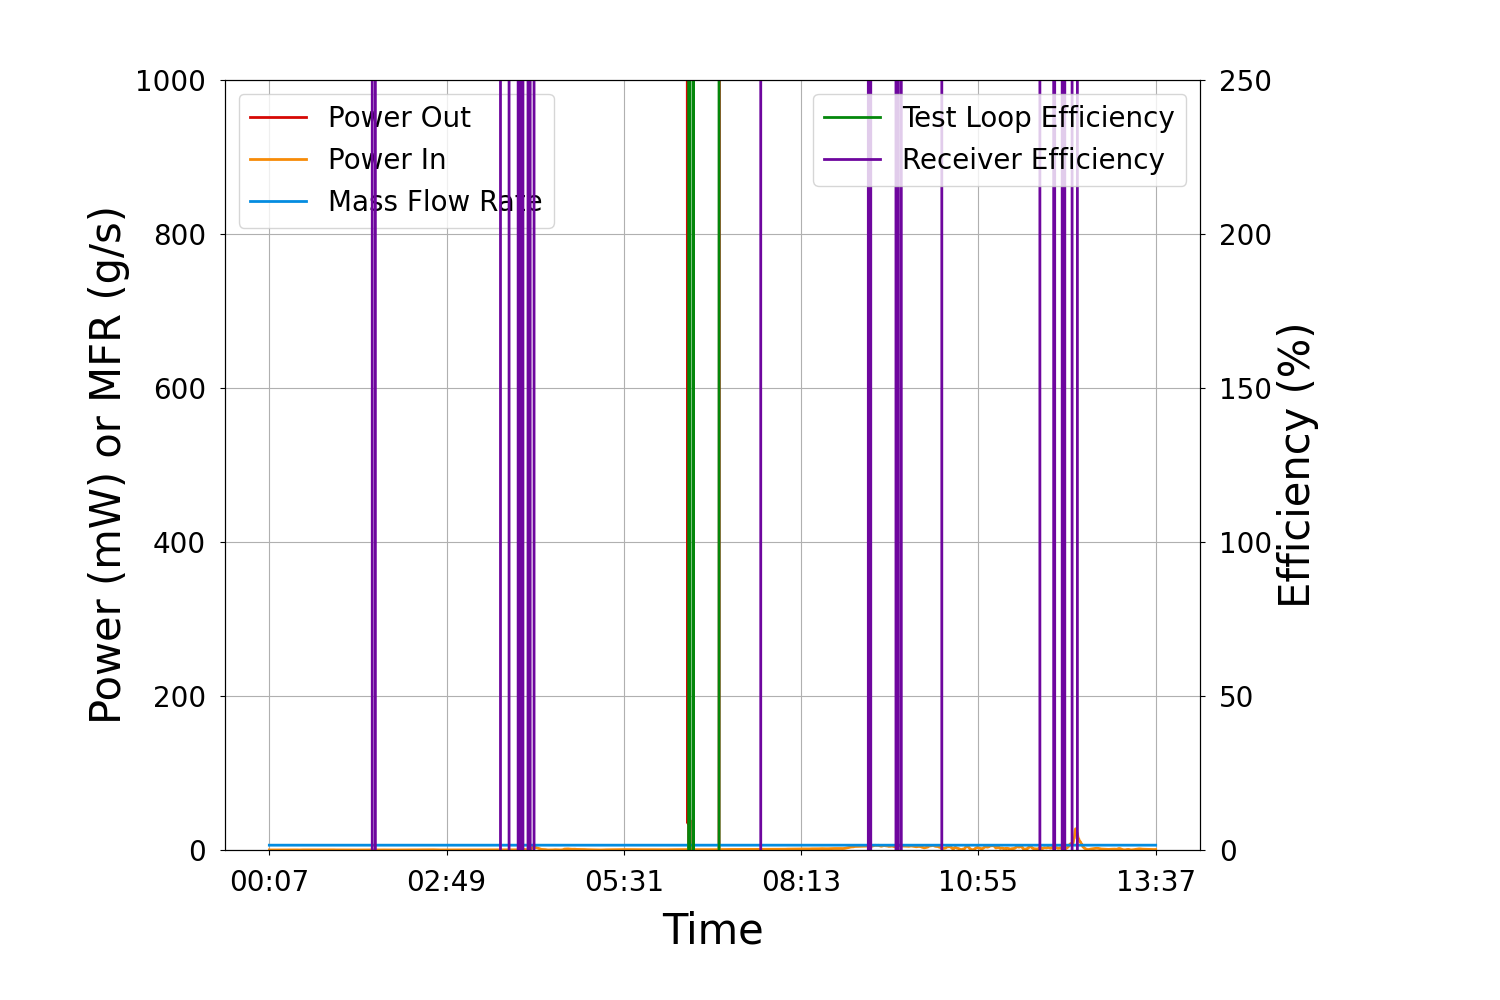 1000
800
600
400
200
0
Power (mW) or MFR (g/s)
Power Out
Power In
Mass Flow Rate
Test Loop Efficiency
Receiver Efficiency
250
200
150
100
50
0
Efficiency (%)
00:07 02:49 05:31 08:13 10:55 13:37
Time